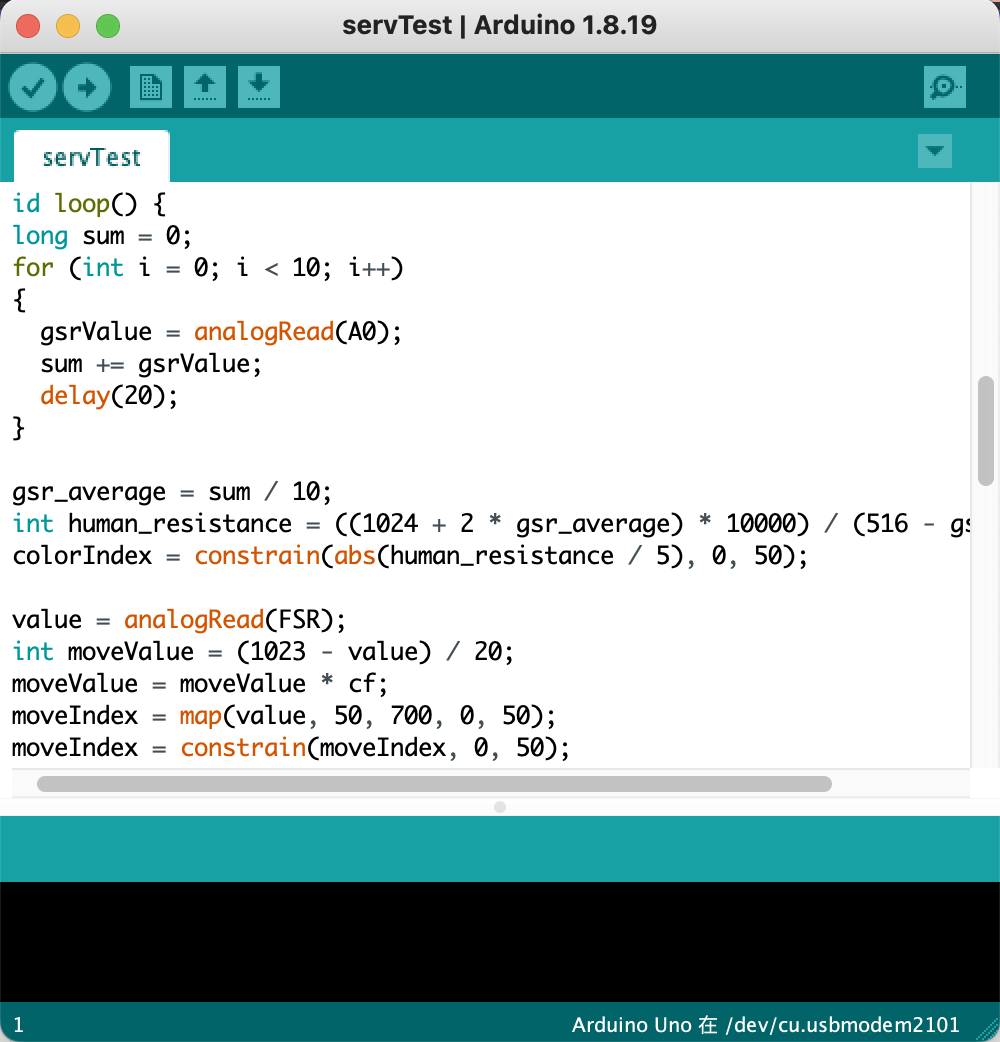 servTest | Arduino 1.8.19
servTest
id loop() {
long sum = 0;
for (int i = 0; i < 10; i++)
{
  gsrValue = analogRead(A0);
  sum += gsrValue;
  delay(20);
}
gsr_average = sum / 10;
int human_resistance = ((1024 + 2 * gsr_average) * 10000) / (516 - gs
colorIndex = constrain(abs(human_resistance / 5), 0, 50);
value = analogRead(FSR);
int moveValue = (1023 - value) / 20;
moveValue = moveValue * cf;
moveIndex = map(value, 50, 700, 0, 50);
moveIndex = constrain(moveIndex, 0, 50);
1
Arduino Uno 在 /dev/cu.usbmodem2101